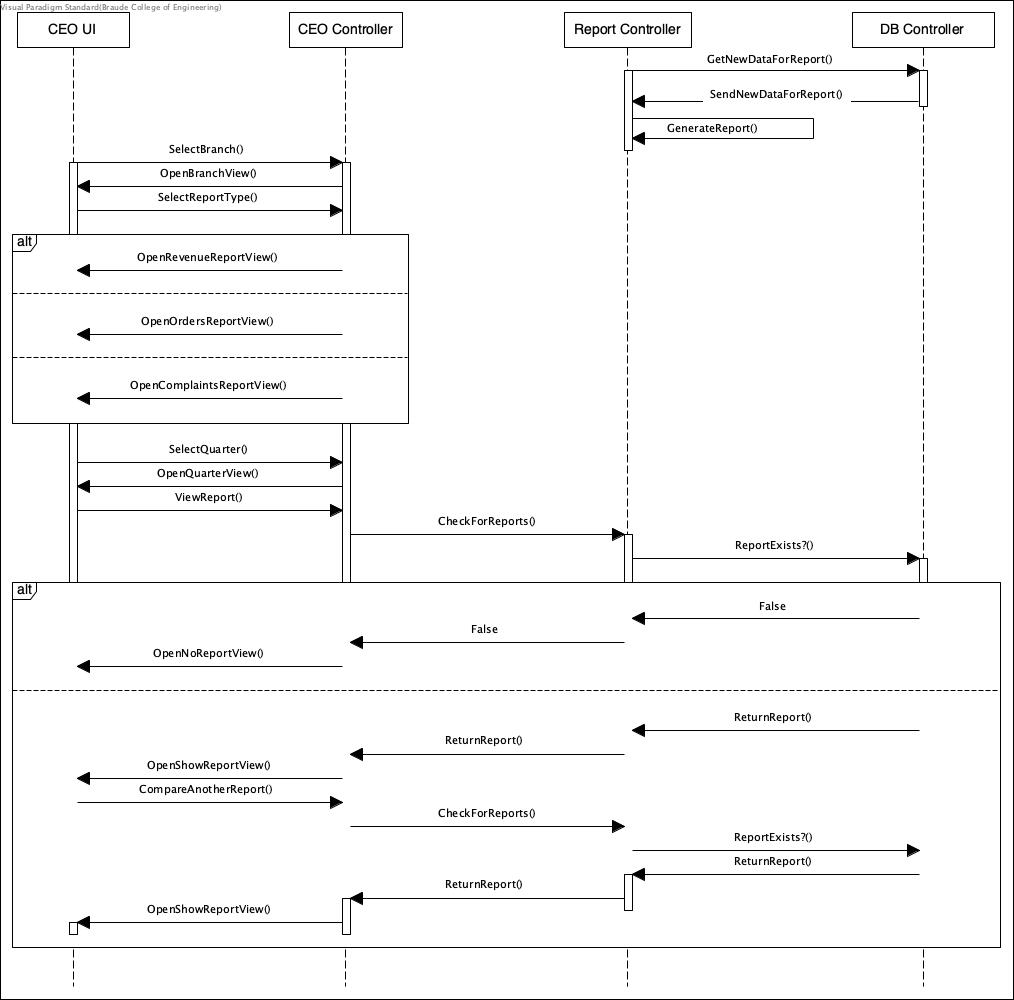 Visual Paradigm Standard(Braude College of Engineering)
CEO UI
CEO Controller
Report Controller
DB Controller
GetNewDataForReport()
SendNewDataForReport()
GenerateReport()
SelectBranch()
OpenBranchView()
SelectReportType()
alt
OpenRevenueReportView()
OpenOrdersReportView()
OpenComplaintsReportView()
SelectQuarter()
OpenQuarterView()
ViewReport()
CheckForReports()
ReportExists?()
alt
False
False
OpenNoReportView()
ReturnReport()
ReturnReport()
OpenShowReportView()
CompareAnotherReport()
CheckForReports()
ReportExists?()
ReturnReport()
ReturnReport()
OpenShowReportView()